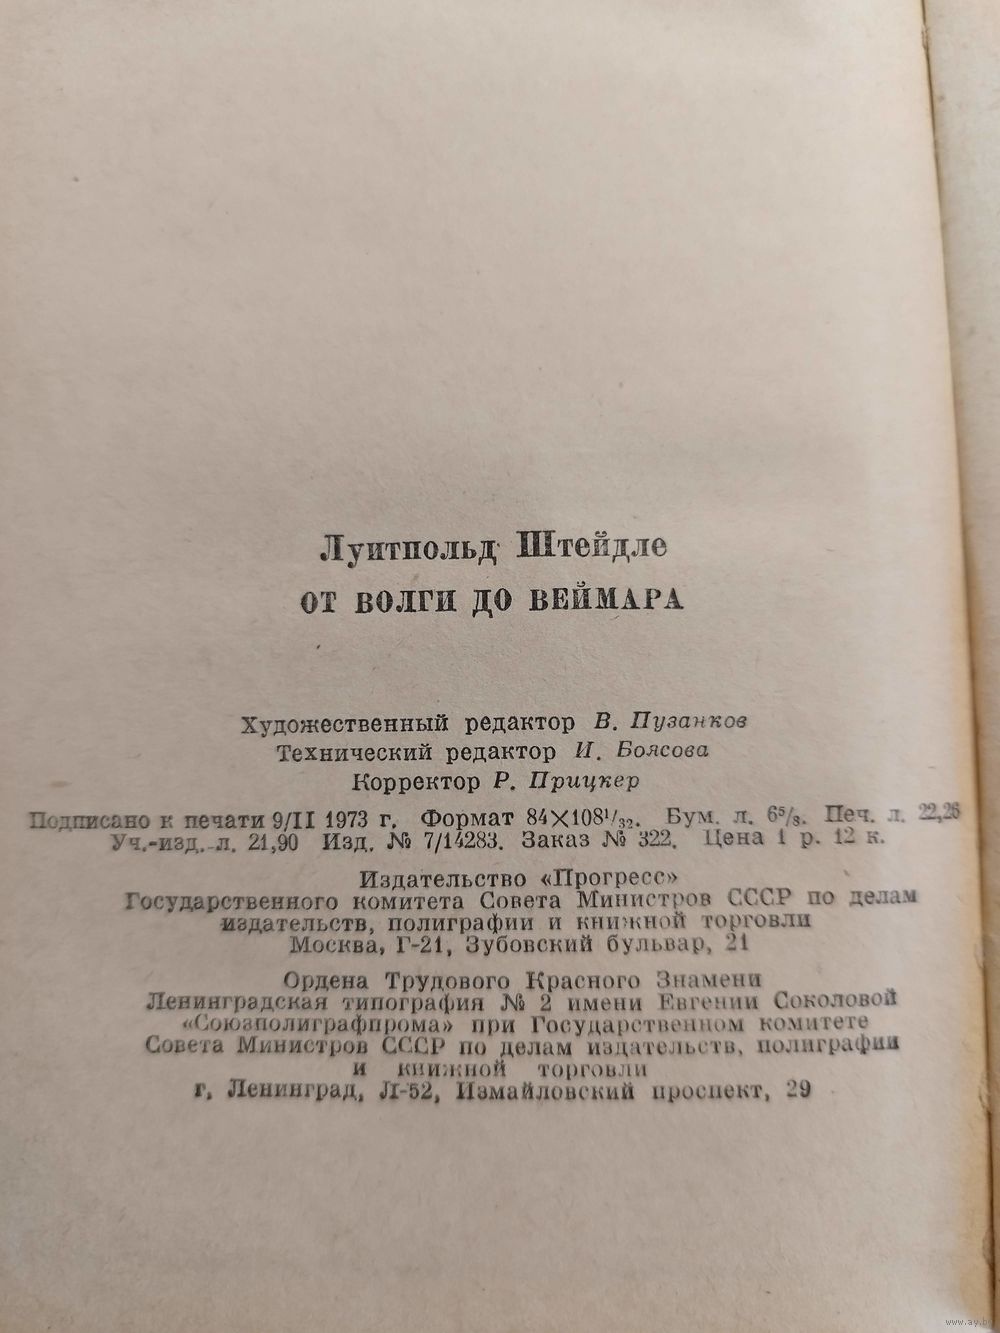 Луитпольд Штейдле
ОТ ВОЛГИ ДО ВЕЙМАРА
Художественный редактор В. Пузанков
Технический редактор И. Боясова
Корректор Р. Прицкер
Подписано к печати 9/II 1973 г. Формат 84×108¹/₃₂. Бум. л. 6⁵/₈. Печ. л. 22,26
Уч.-изд. л. 21,90 Изд. № 7/14283. Заказ № 322. Цена 1 р. 12 к.
Издательство «Прогресс»
Государственного комитета Совета Министров СССР по делам
издательств, полиграфии и книжной торговли
Москва, Г-21, Зубовский бульвар, 21
Ордена Трудового Красного Знамени
Ленинградская типография № 2 имени Евгении Соколовой
«Союзполиграфпрома» при Государственном комитете
Совета Министров СССР по делам издательств, полиграфии
и книжной торговли
г, Ленинград, Л-52, Измайловский проспект, 29